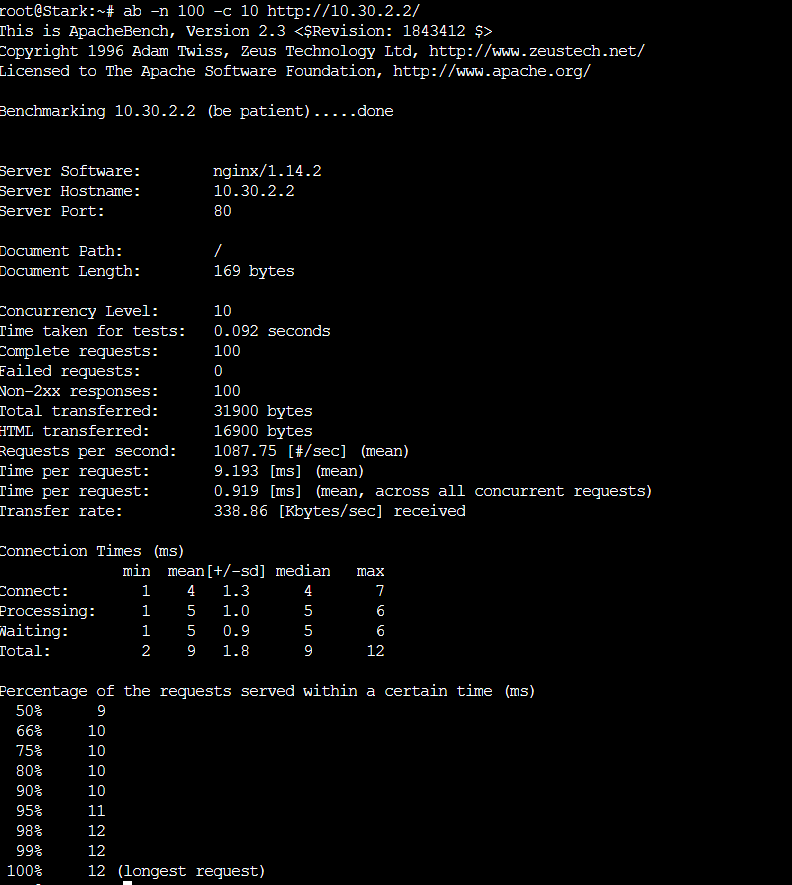 root@Stark:~# ab -n 100 -c 10 http://10.30.2.2/
This is ApacheBench, Version 2.3 <$Revision: 1843412 $>
Copyright 1996 Adam Twiss, Zeus Technology Ltd, http://www.zeustech.net/
Licensed to The Apache Software Foundation, http://www.apache.org/

Benchmarking 10.30.2.2 (be patient).....done


Server Software:        nginx/1.14.2
Server Hostname:        10.30.2.2
Server Port:            80

Document Path:          /
Document Length:        169 bytes

Concurrency Level:      10
Time taken for tests:   0.092 seconds
Complete requests:      100
Failed requests:        0
Non-2xx responses:      100
Total transferred:      31900 bytes
HTML transferred:       16900 bytes
Requests per second:    1087.75 [#/sec] (mean)
Time per request:       9.193 [ms] (mean)
Time per request:       0.919 [ms] (mean, across all concurrent requests)
Transfer rate:          338.86 [Kbytes/sec] received

Connection Times (ms)
              min  mean[+/-sd] median   max
Connect:        1    4   1.3      4       7
Processing:     1    5   1.0      5       6
Waiting:        1    5   0.9      5       6
Total:          2    9   1.8      9      12

Percentage of the requests served within a certain time (ms)
  50%      9
  66%     10
  75%     10
  80%     10
  90%     10
  95%     11
  98%     12
  99%     12
 100%     12 (longest request)